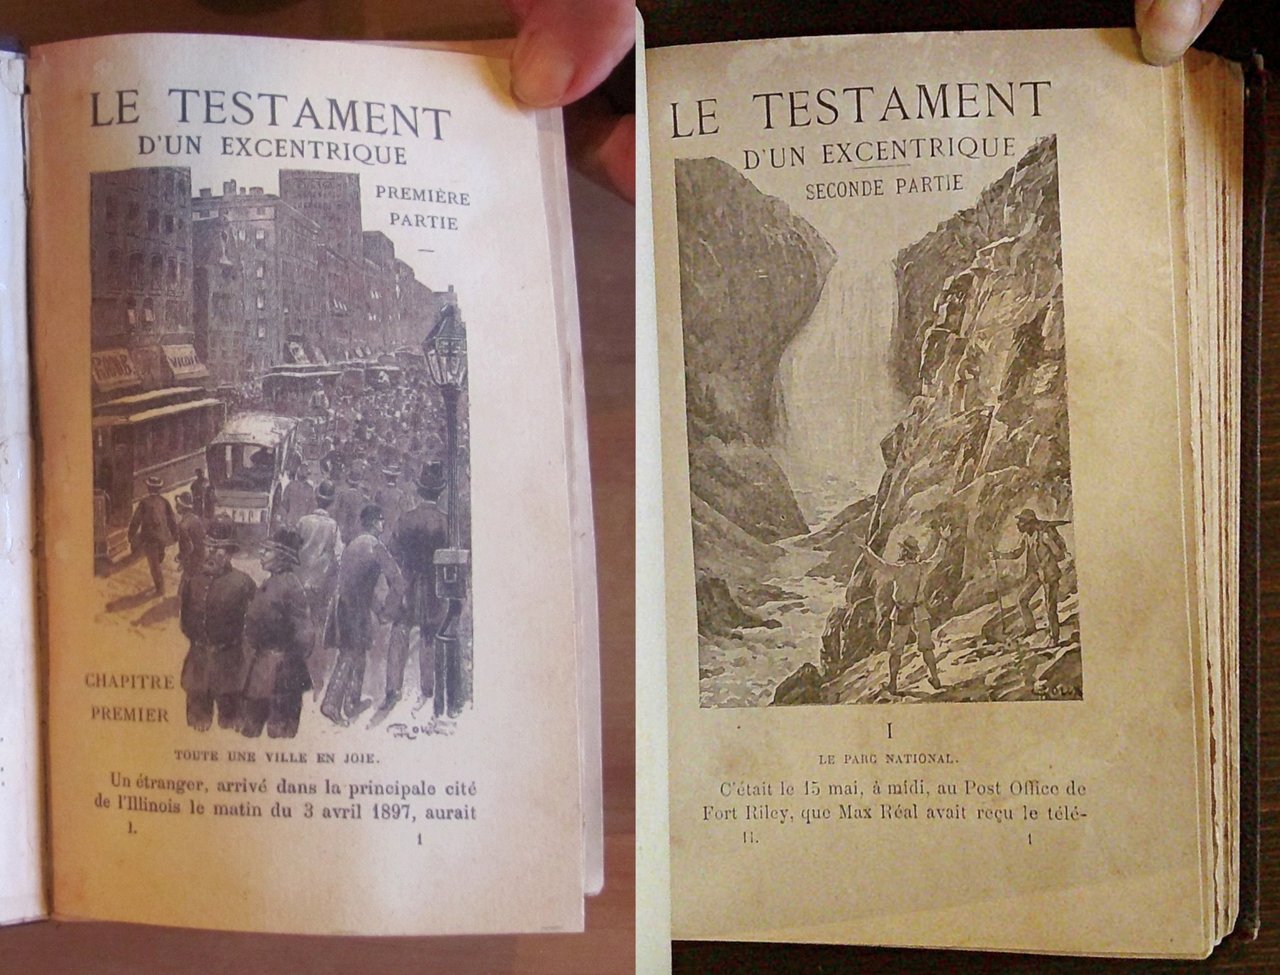 LE TESTAMENT
D'UN EXCENTRIQUE
PREMIÈRE
PARTIE
CHAPITRE
PREMIER
TOUTE UNE VILLE EN JOIE.
Un étranger, arrivé dans la principale cité
de l'Illinois le matin du 3 avril 1897, aurait
I.
1
LE TESTAMENT
D'UN EXCENTRIQUE
SECONDE PARTIE
I
LE PARC NATIONAL.
C'était le 15 mai, à midi, au Post Office de
Fort Riley, que Max Réal avait reçu le télé-
II.
1